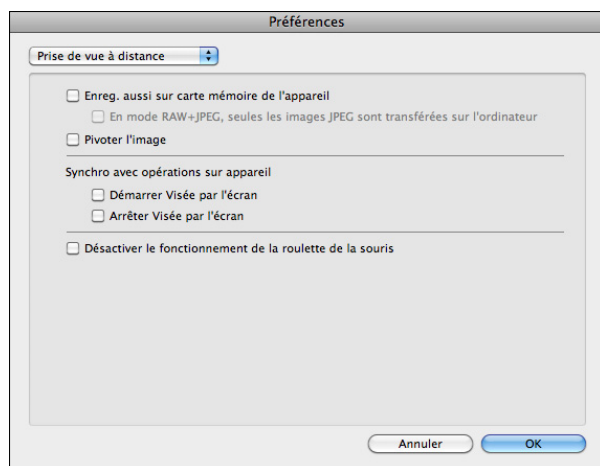 Préférences
Prise de vue à distance
Enreg. aussi sur carte mémoire de l'appareil
En mode RAW+JPEG, seules les images JPEG sont transférées sur l'ordinateur
Pivoter l'image
Synchro avec opérations sur appareil
Démarrer Visée par l'écran
Arrêter Visée par l'écran
Désactiver le fonctionnement de la roulette de la souris
Annuler
OK